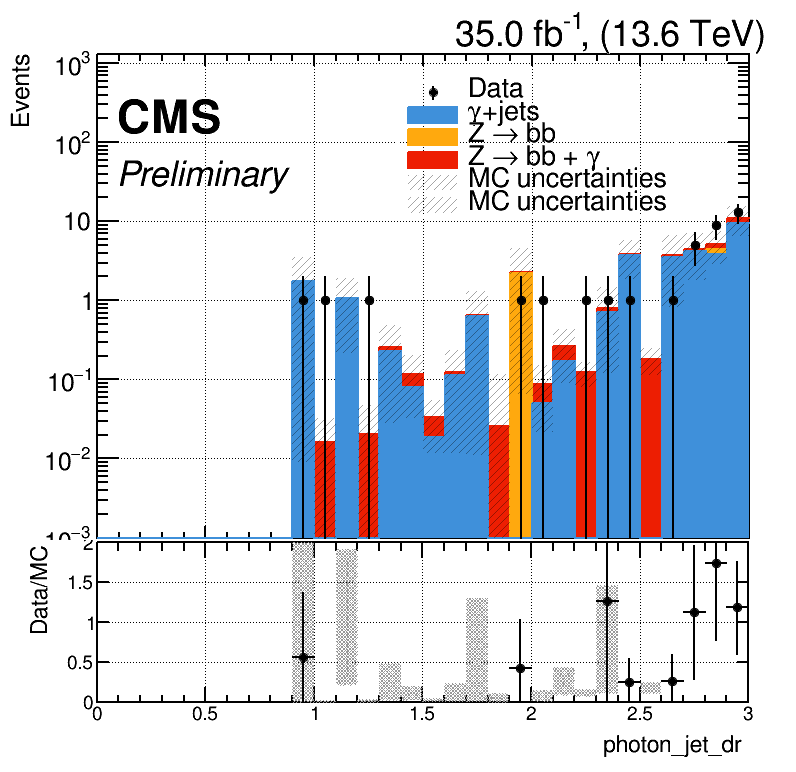 35.0 fb⁻¹, (13.6 TeV)
Events
10³
10²
10
1
10⁻¹
10⁻²
10⁻³
CMS
Preliminary
Data
γ+jets
Z → bb
Z → bb + γ
MC uncertainties
MC uncertainties
Data/MC
2
1.5
1
0.5
0
0 0.5 1 1.5 2 2.5 3
photon_jet_dr